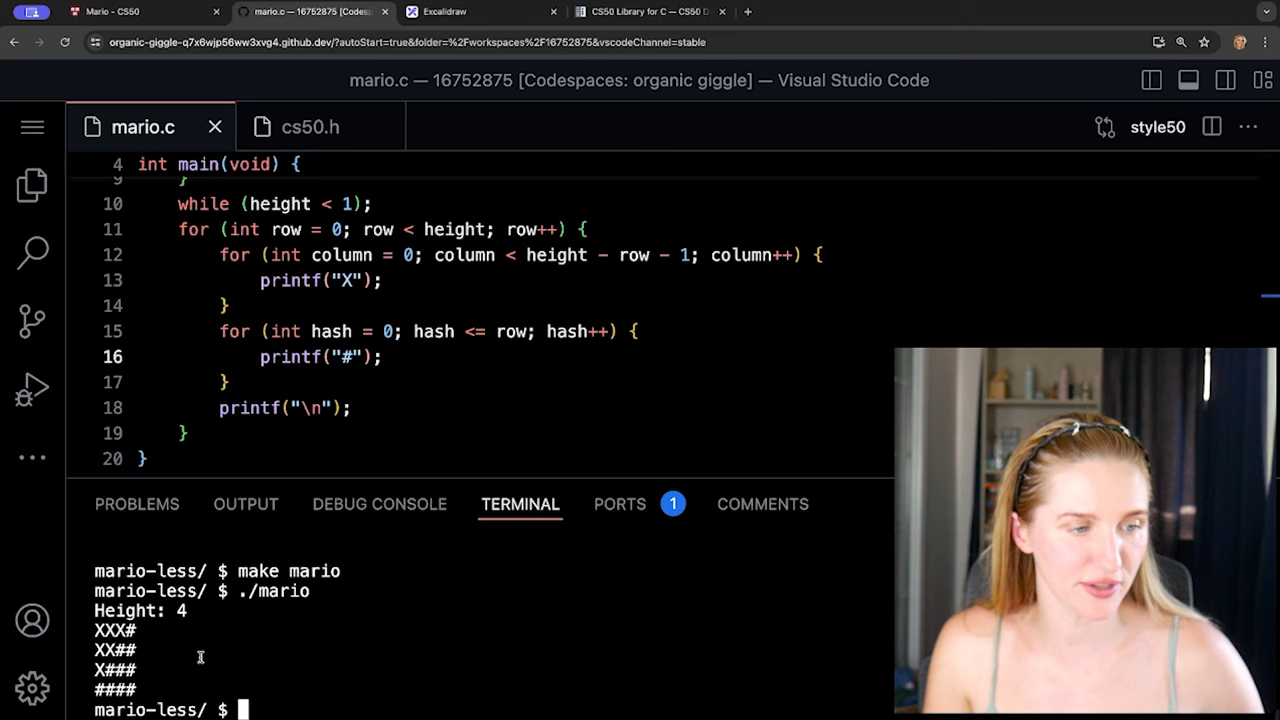 Mario - CS50
mario.c — 16752875 [Codesp
Excalidraw
CS50 Library for C — CS50 D
organic-giggle-q7x6wjp56ww3xvg4.github.dev/?autoStart=true&folder=%2Fworkspaces%2F16752875&vscodeChannel=stable
mario.c — 16752875 [Codespaces: organic giggle] — Visual Studio Code
mario.c
cs50.h
style50
4 int main(void) {
9 }
10 while (height < 1);
11 for (int row = 0; row < height; row++) {
12 for (int column = 0; column < height - row - 1; column++) {
13 printf("X");
14 }
15 for (int hash = 0; hash <= row; hash++) {
16 printf("#");
17 }
18 printf("\n");
19 }
20 }
PROBLEMS OUTPUT DEBUG CONSOLE TERMINAL PORTS 1 COMMENTS
mario-less/ $ make mario
mario-less/ $ ./mario
Height: 4
XXX#
XX##
X###
####
mario-less/ $